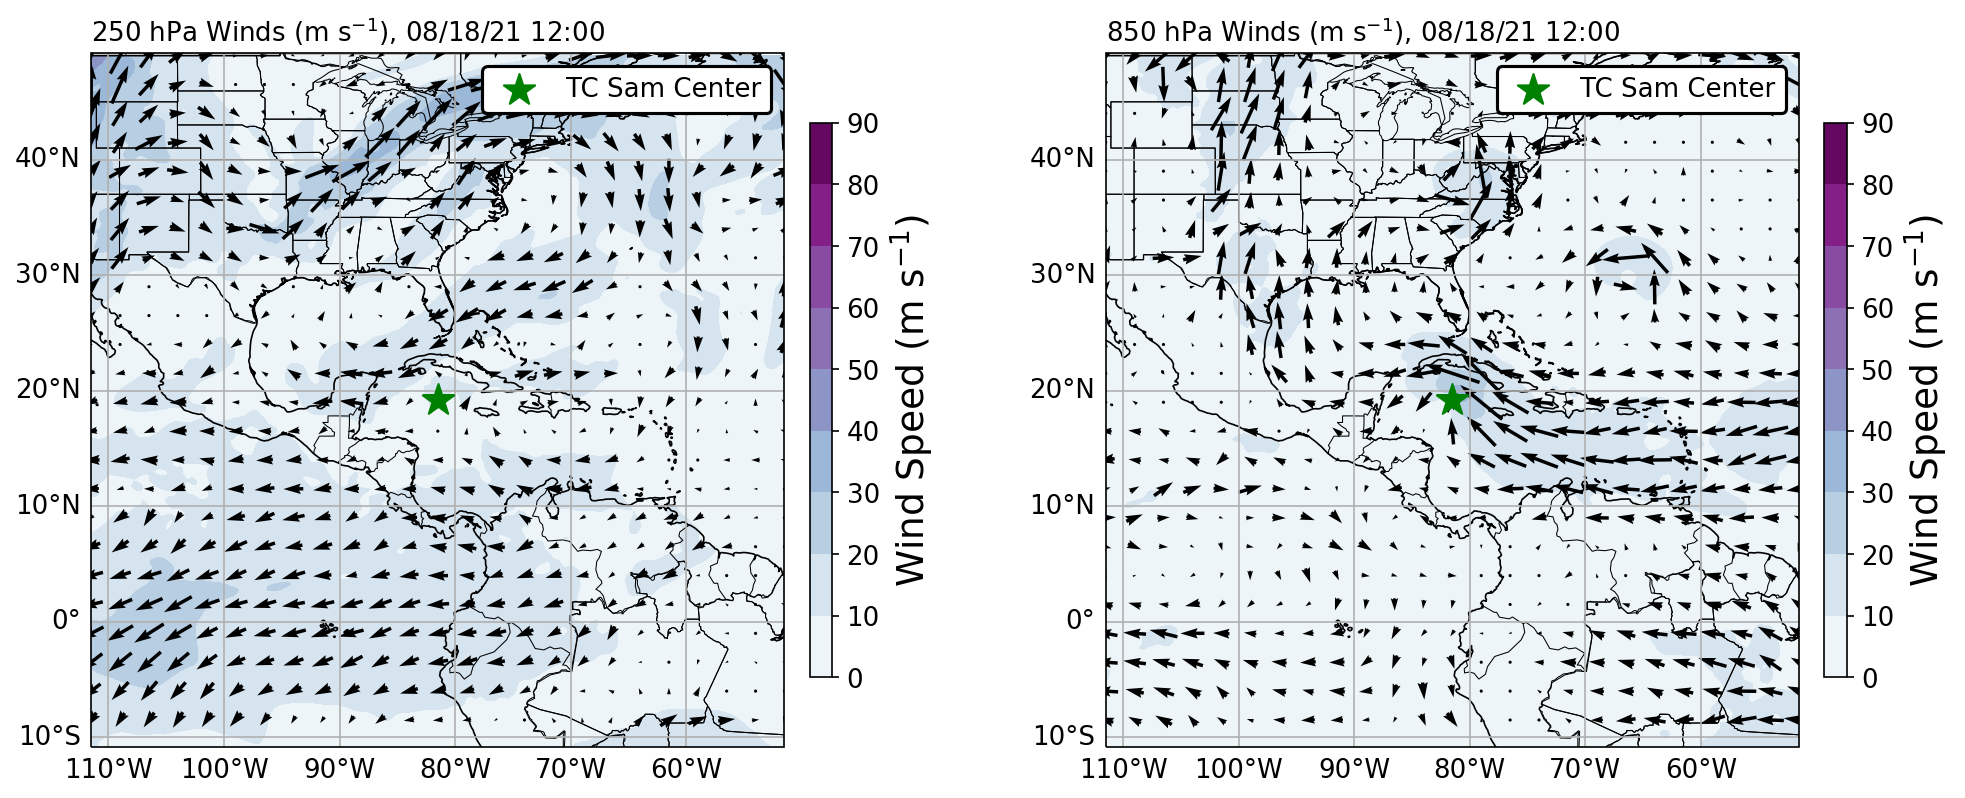 250 hPa Winds (m s⁻¹), 08/18/21 12:00
TC Sam Center
40°N
30°N
20°N
10°N
0°
10°S
110°W 100°W 90°W 80°W 70°W 60°W
90
80
70
60
50
40
30
20
10
0
Wind Speed (m s⁻¹)
850 hPa Winds (m s⁻¹), 08/18/21 12:00
TC Sam Center
40°N
30°N
20°N
10°N
0°
10°S
110°W 100°W 90°W 80°W 70°W 60°W
90
80
70
60
50
40
30
20
10
0
Wind Speed (m s⁻¹)